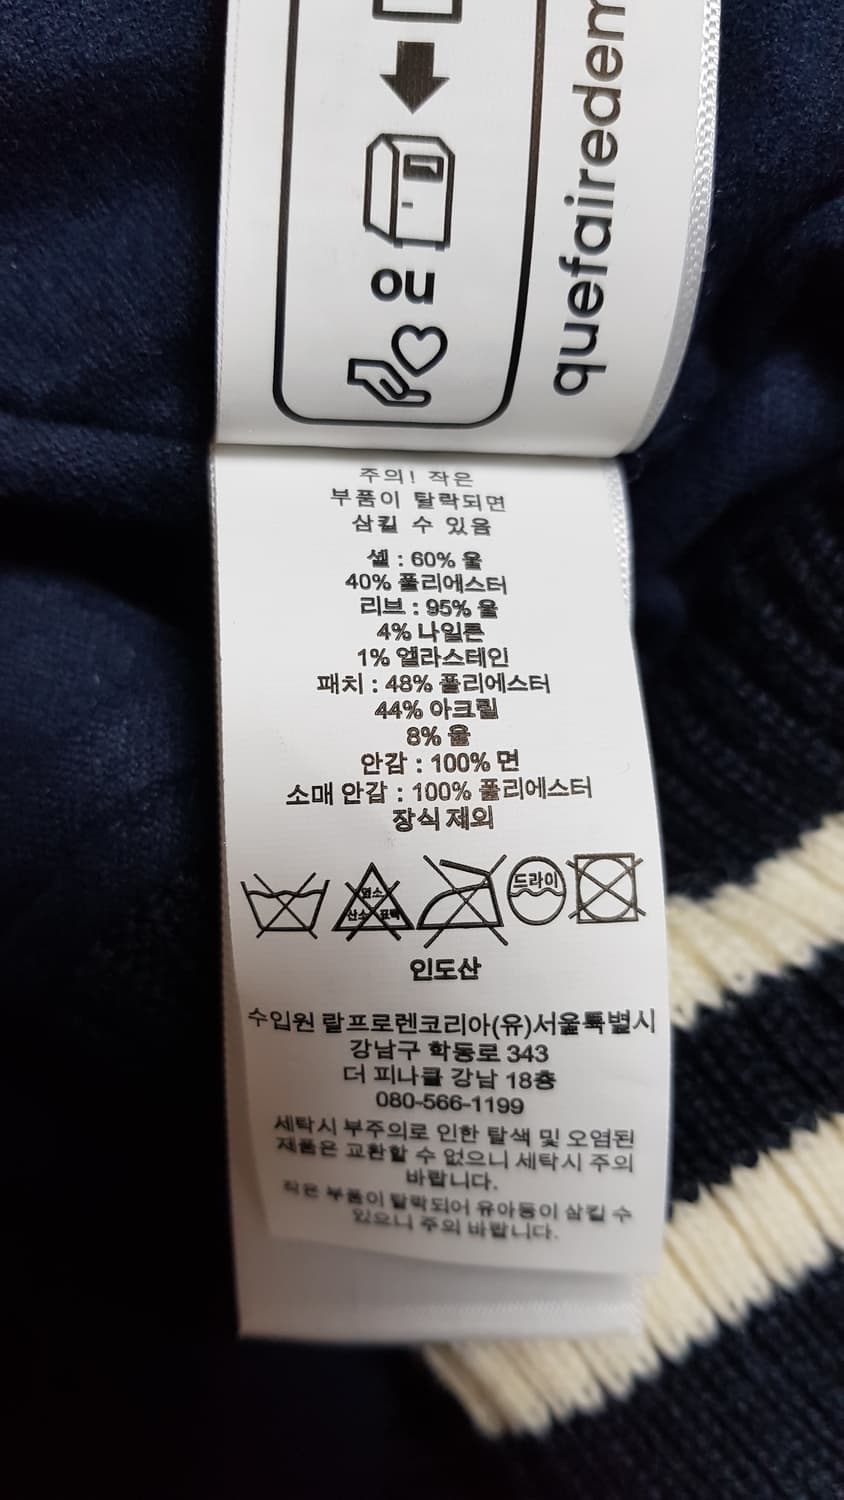 ou
quefairedem
주의! 작은
부품이 탈락되면
삼킬 수 있음
셸 : 60% 울
40% 폴리에스터
리브 : 95% 울
4% 나일론
1% 엘라스테인
패치 : 48% 폴리에스터
44% 아크릴
8% 울
안감 : 100% 면
소매 안감 : 100% 폴리에스터
장식 제외
염소
산소 표백
드라이
인도산
수입원 랄프로렌코리아(유)서울특별시
강남구 학동로 343
더 피나클 강남 18층
080-566-1199
세탁시 부주의로 인한 탈색 및 오염된
제품은 교환할 수 없으니 세탁시 주의
바랍니다.
작은 부품이 탈락되어 유아등이 삼킬 수
있으니 주의 바랍니다.